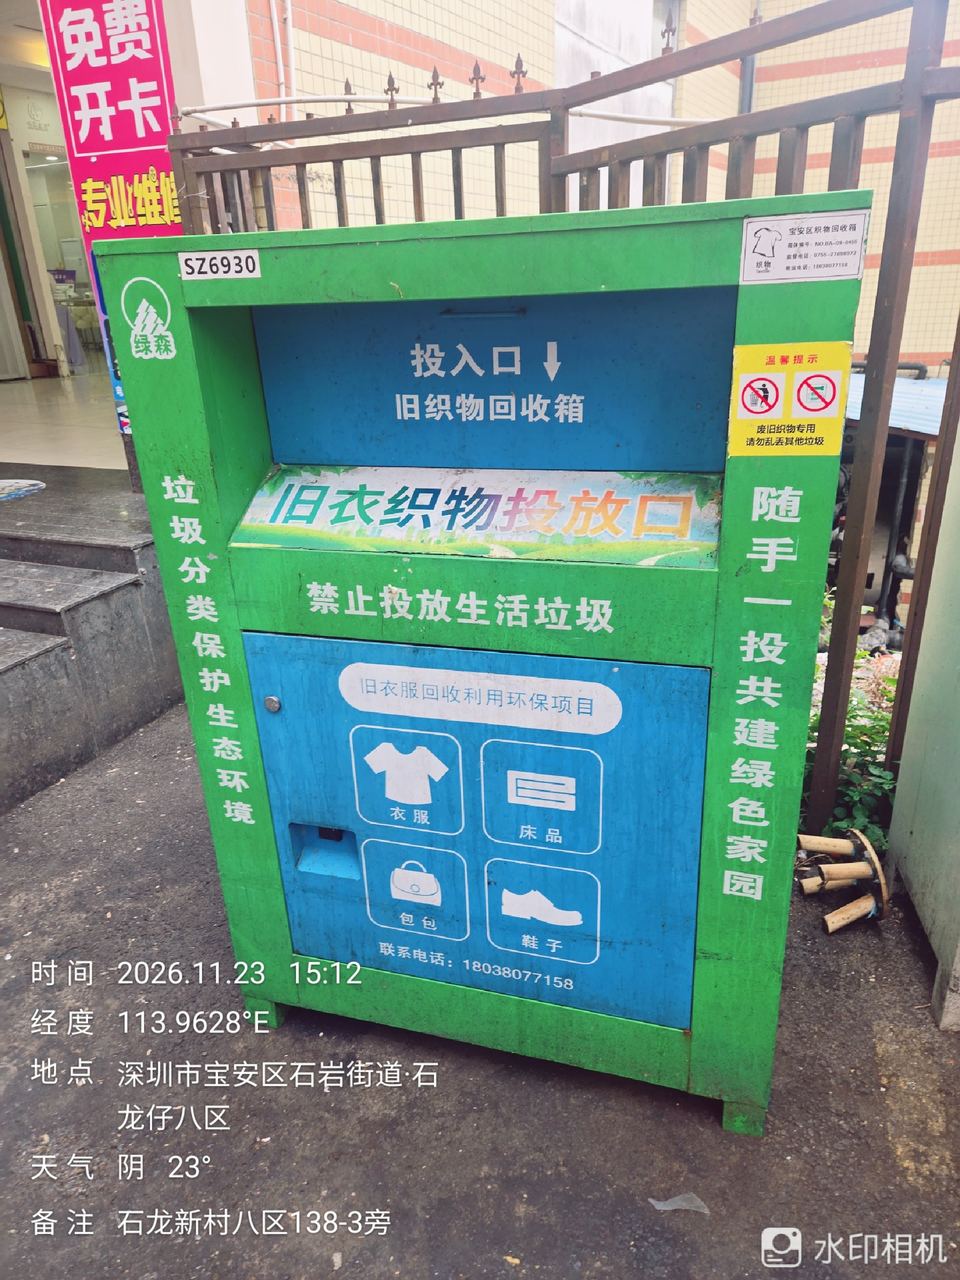 免费
开卡
专业维修
SZ6930
绿森
宝安区织物回收箱
织物
投入口
旧织物回收箱
温馨提示
废旧织物专用
请勿乱丢其他垃圾
旧衣织物投放口
禁止投放生活垃圾
垃圾分类保护生态环境
随手一投共建绿色家园
旧衣服回收利用环保项目
衣服
床品
包包
鞋子
联系电话：18038077158
时间 2026.11.23 15:12
经度 113.9628°E
地点 深圳市宝安区石岩街道·石
龙仔八区
天气 阴 23°
备注 石龙新村八区138-3旁
水印相机